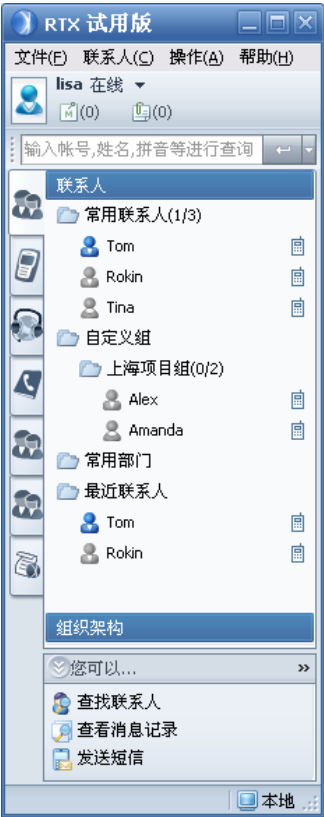 RTX 试用版
文件(F) 联系人(C) 操作(A) 帮助(H)
lisa 在线
(0) (0)
输入帐号,姓名,拼音等进行查询
联系人
常用联系人(1/3)
Tom
Rokin
Tina
自定义组
上海项目组(0/2)
Alex
Amanda
常用部门
最近联系人
Tom
Rokin
组织架构
您可以... »
查找联系人
查看消息记录
发送短信
本地